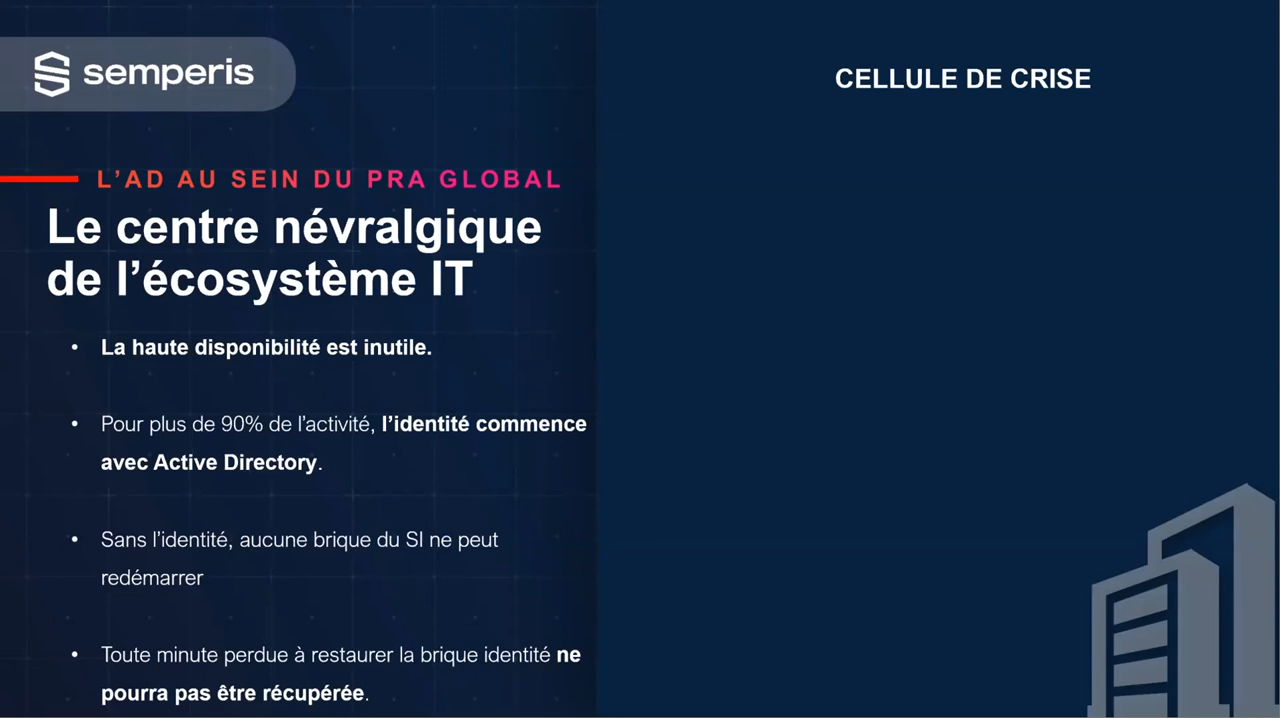 semperis
CELLULE DE CRISE
L’AD AU SEIN DU PRA GLOBAL
Le centre névralgique
de l’écosystème IT
• La haute disponibilité est inutile.
• Pour plus de 90% de l’activité, l’identité commence
avec Active Directory.
• Sans l’identité, aucune brique du SI ne peut
redémarrer
• Toute minute perdue à restaurer la brique identité ne
pourra pas être récupérée.